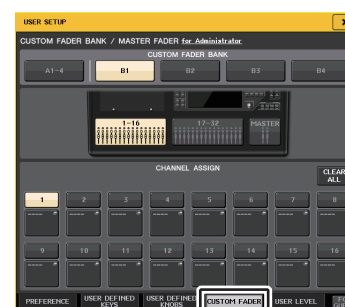 USER SETUP
CUSTOM FADER BANK / MASTER FADER for Administrator
CUSTOM FADER BANK
A1-4 B1 B2 B3 B4
1-16 17-32 MASTER
CHANNEL ASSIGN
CLEAR ALL
1 2 3 4 5 6 7 8
---- ---- ---- ---- ---- ---- ---- ----
9 10 11 12 13 14 15 16
---- ---- ---- ---- ---- ---- ---- ----
PREFERENCE USER DEFINED KEYS USER DEFINED KNOBS CUSTOM FADER USER LEVEL